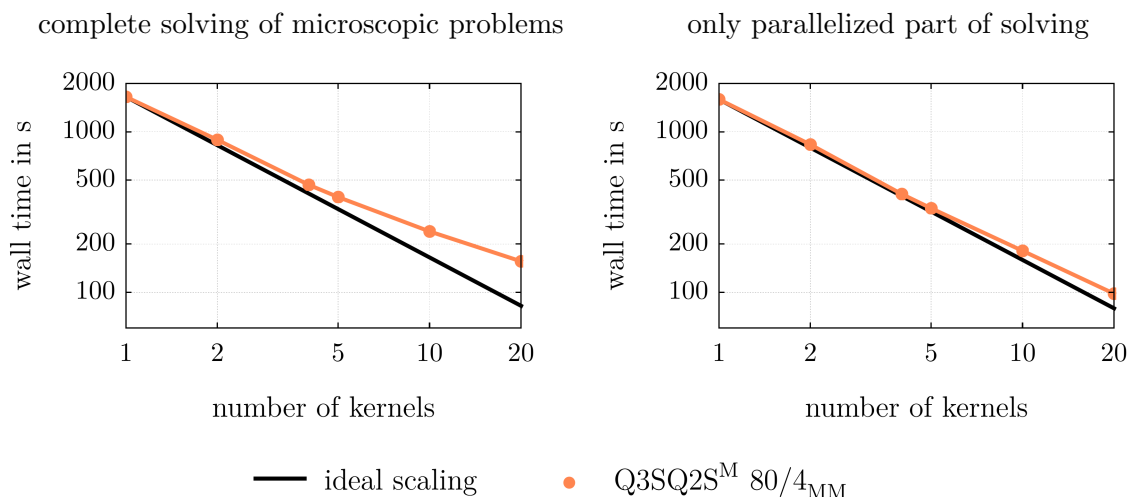 complete solving of microscopic problems
2000
1000
500
200
100
wall time in s
1
2
5
10
20
number of kernels
only parallelized part of solving
2000
1000
500
200
100
wall time in s
1
2
5
10
20
number of kernels
ideal scaling
Q3SQ2S^M 80/4_MM